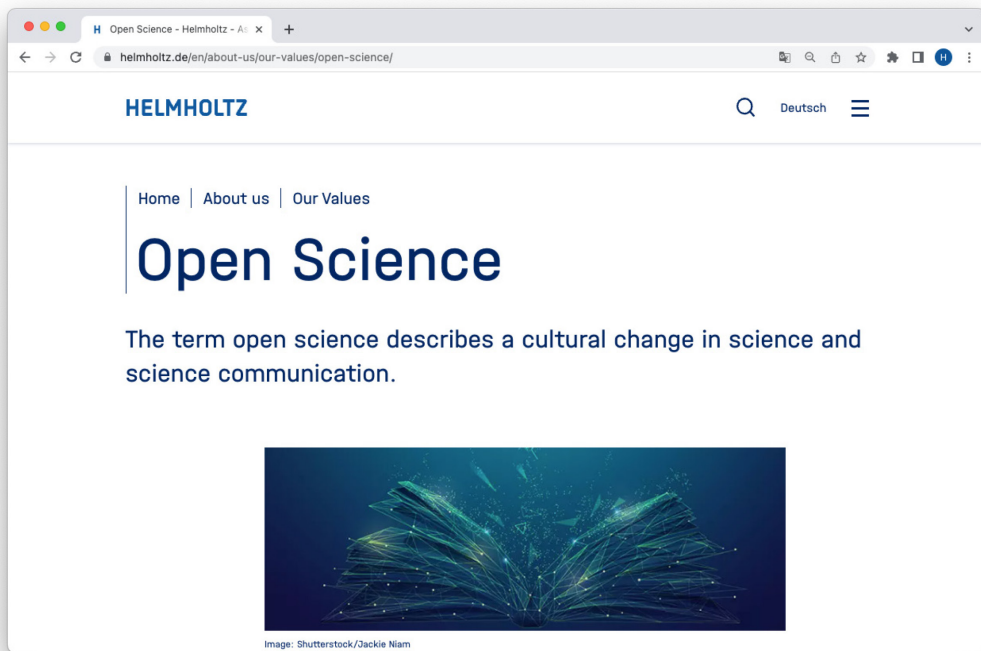 H Open Science - Helmholtz - As
helmholtz.de/en/about-us/our-values/open-science/
H
HELMHOLTZ
Deutsch
Home | About us | Our Values
Open Science
The term open science describes a cultural change in science and
science communication.
Image: Shutterstock/Jackie Niam